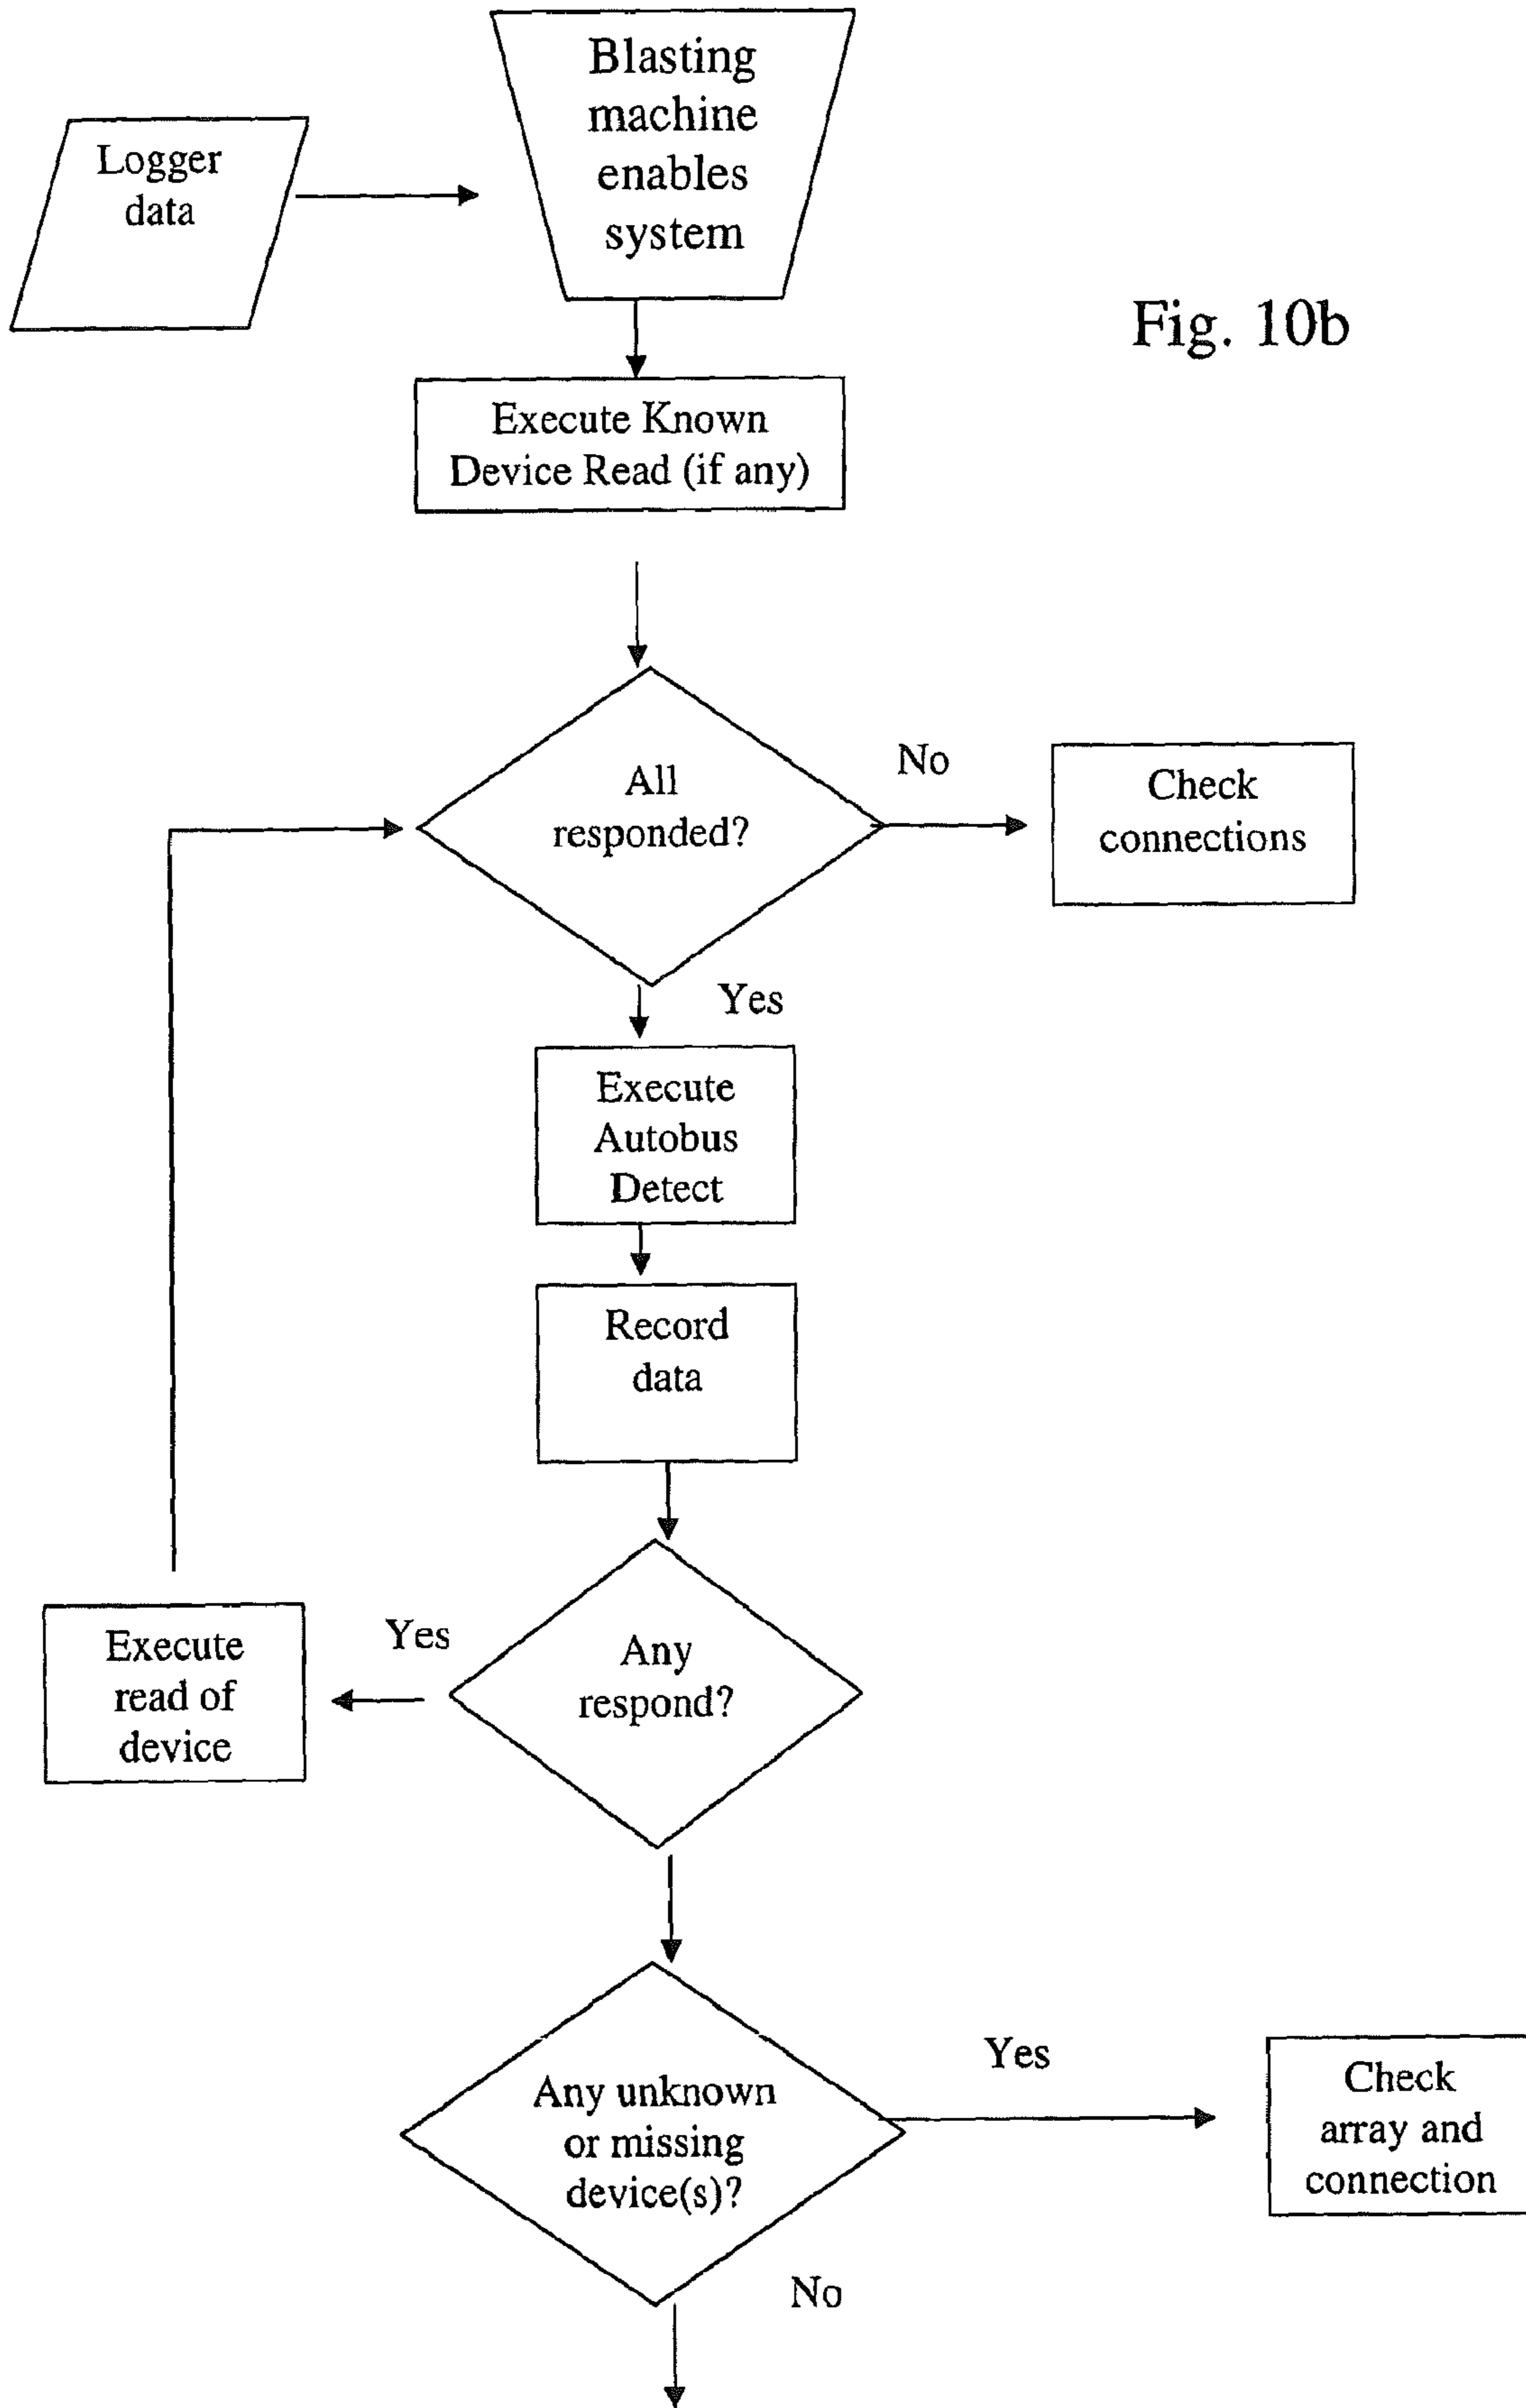 Blasting
machine
enables
system
Logger
data
Fig. 10b
Execute Known
Device Read (if any)
All
responded?
No
Check
connections
Yes
Execute
Autobus
Detect
Record
data
Any
respond?
Yes
Execute
read of
device
Any unknown
or missing
device(s)?
Yes
Check
array and
connection
No